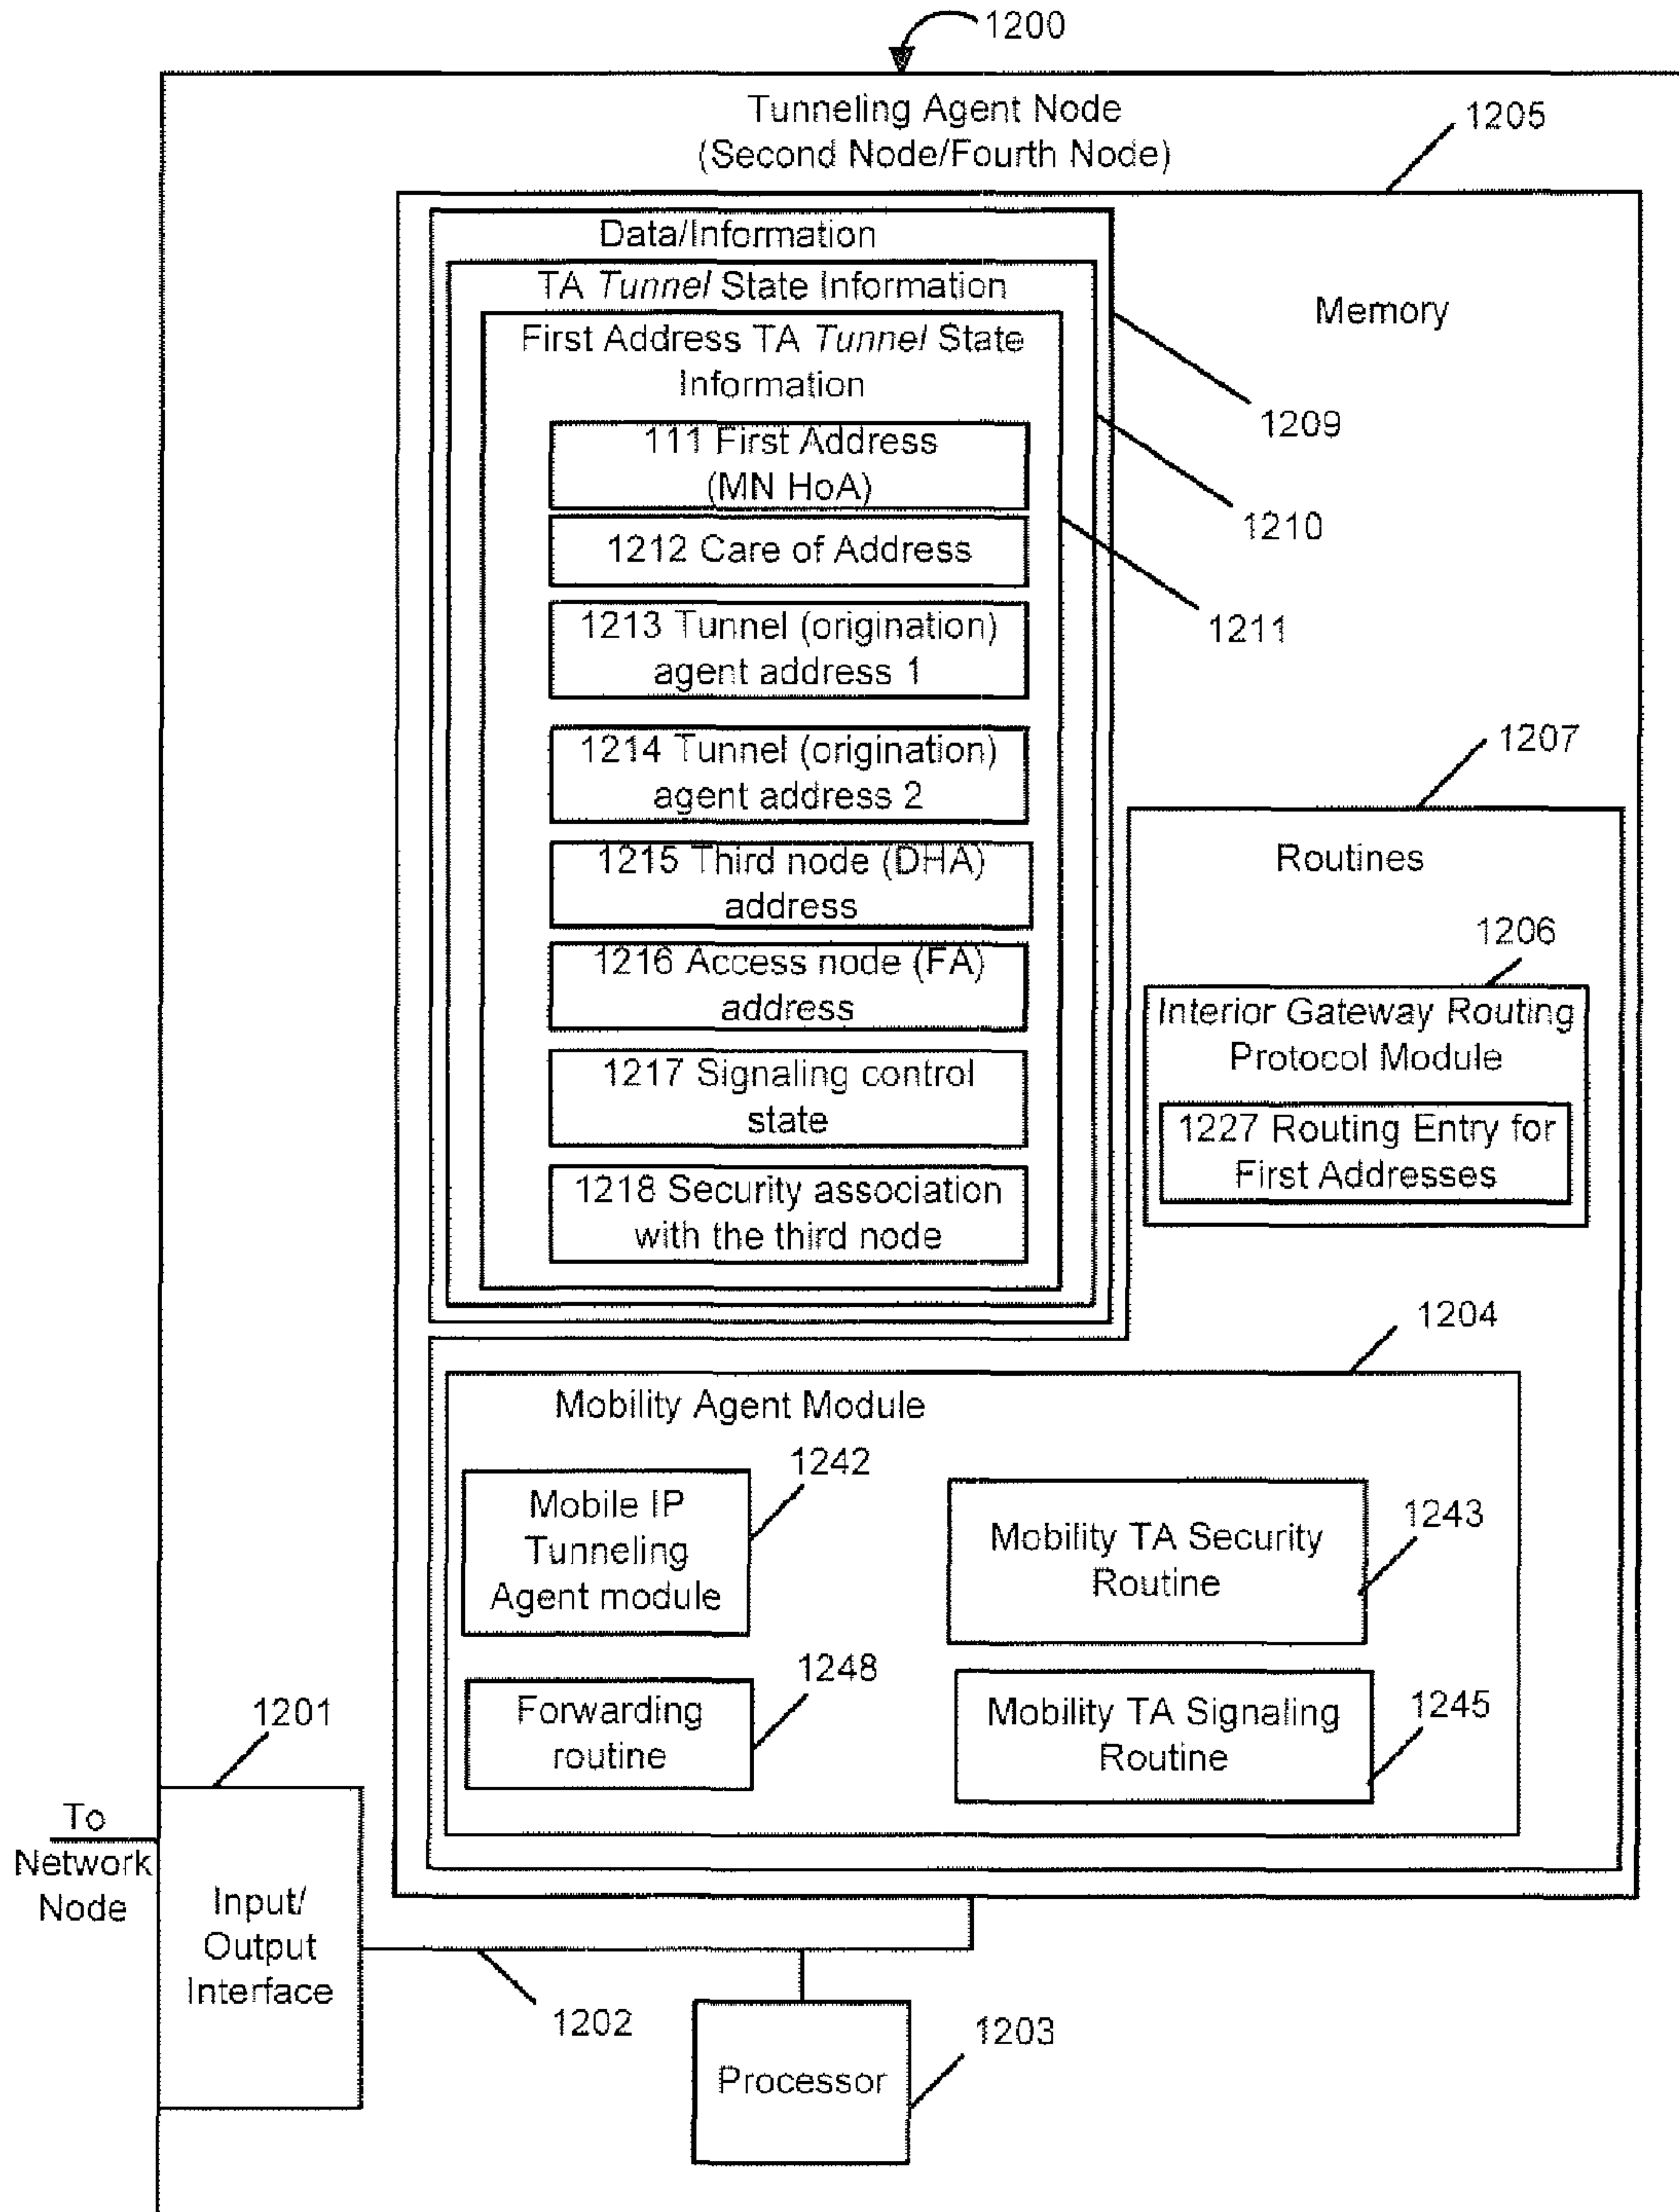 1200
Tunneling Agent Node
(Second Node/Fourth Node)
1205
Data/Information
TA Tunnel State Information
Memory
First Address TA Tunnel State
Information
1209
111 First Address
(MN HoA)
1210
1212 Care of Address
1211
1213 Tunnel (origination)
agent address 1
1214 Tunnel (origination)
agent address 2
1207
1215 Third node (DHA)
address
Routines
1216 Access node (FA)
address
1206
Interior Gateway Routing
Protocol Module
1217 Signaling control
state
1227 Routing Entry for
First Addresses
1218 Security association
with the third node
1204
Mobility Agent Module
1242
Mobile IP
Tunneling
Agent module
1243
Mobility TA Security
Routine
1248
Forwarding
routine
1245
Mobility TA Signaling
Routine
1201
To
Network
Node
Input/
Output
Interface
1202
1203
Processor